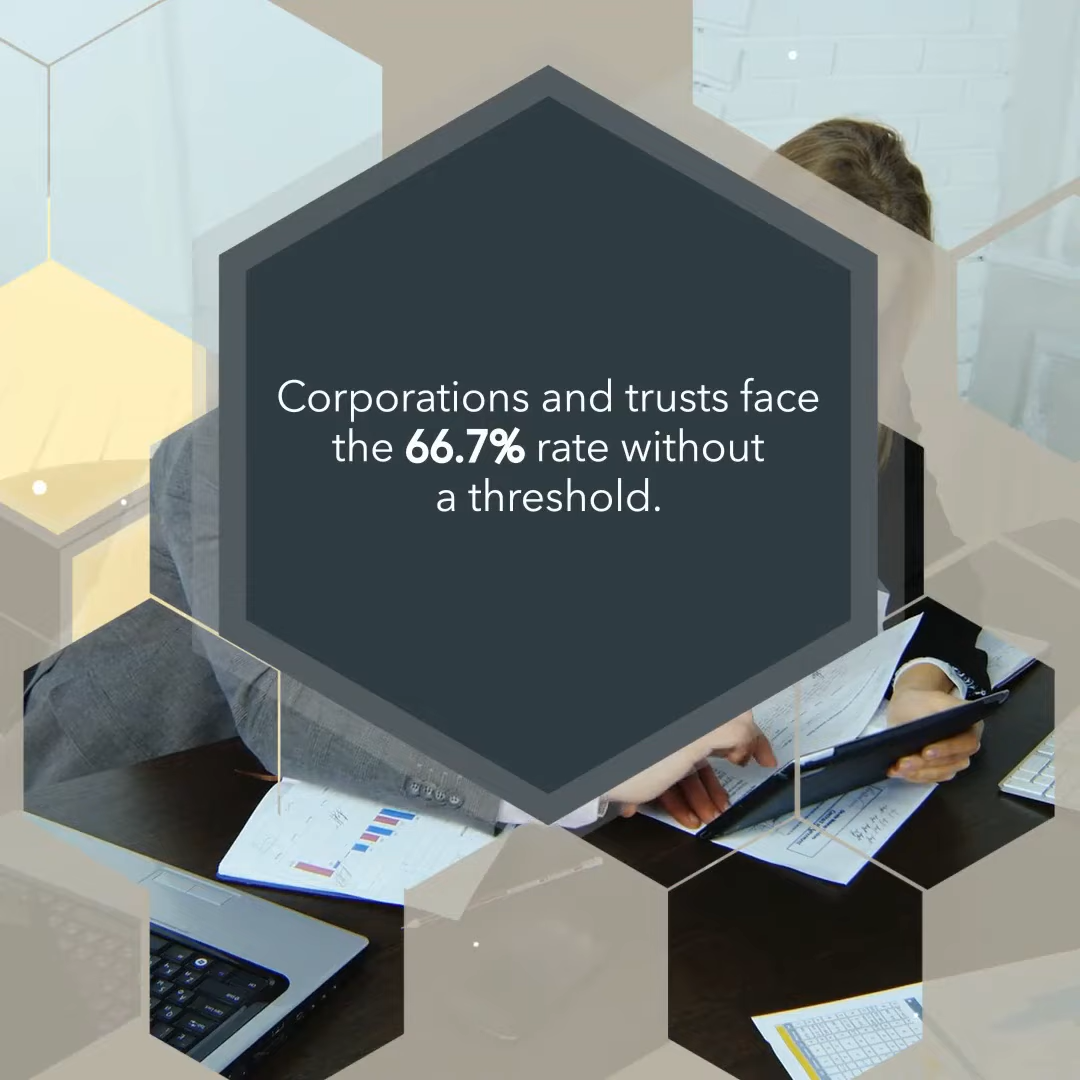 Corporations and trusts face
the 66.7% rate without
a threshold.